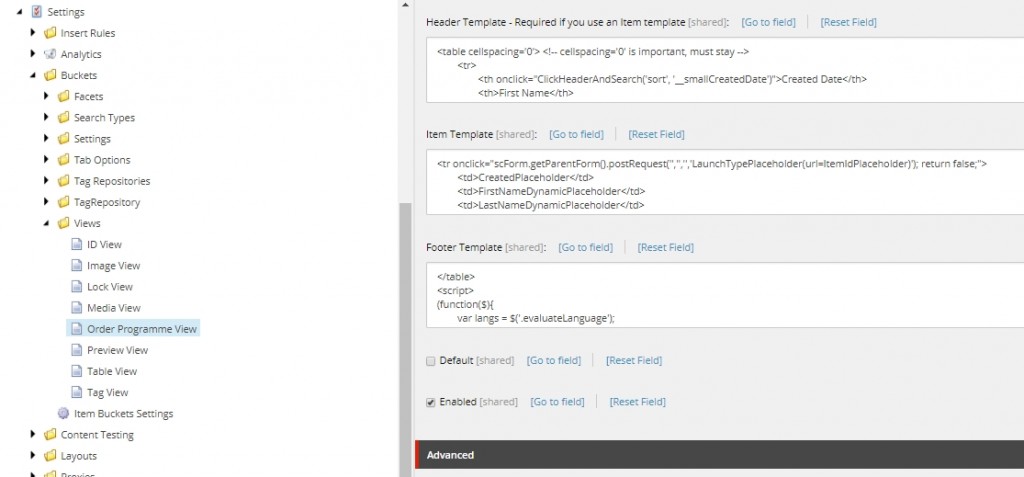 Settings
Insert Rules
Analytics
Buckets
Facets
Search Types
Settings
Tab Options
Tag Repositories
TagRepository
Views
ID View
Image View
Lock View
Media View
Order Programme View
Preview View
Table View
Tag View
Item Buckets Settings
Content Testing
Layouts
Proxies
Header Template - Required if you use an Item template [shared]: [Go to field] [Reset Field]
<table cellspacing='0'> <!-- cellspacing='0' is important, must stay -->
<tr>
<th onclick="ClickHeaderAndSearch('sort', '__smallCreatedDate')">Created Date</th>
<th>First Name</th>
Item Template [shared]: [Go to field] [Reset Field]
<tr onclick="scForm.getParentForm().postRequest('','','','LaunchTypePlaceholder(url=ItemIdPlaceholder)'); return false;">
<td>CreatedPlaceholder</td>
<td>FirstNameDynamicPlaceholder</td>
<td>LastNameDynamicPlaceholder</td>
Footer Template [shared]: [Go to field] [Reset Field]
</table>
<script>
(function($){
var langs = $('.evaluateLanguage');
Default [shared] [Go to field] [Reset Field]
Enabled [shared] [Go to field] [Reset Field]
Advanced